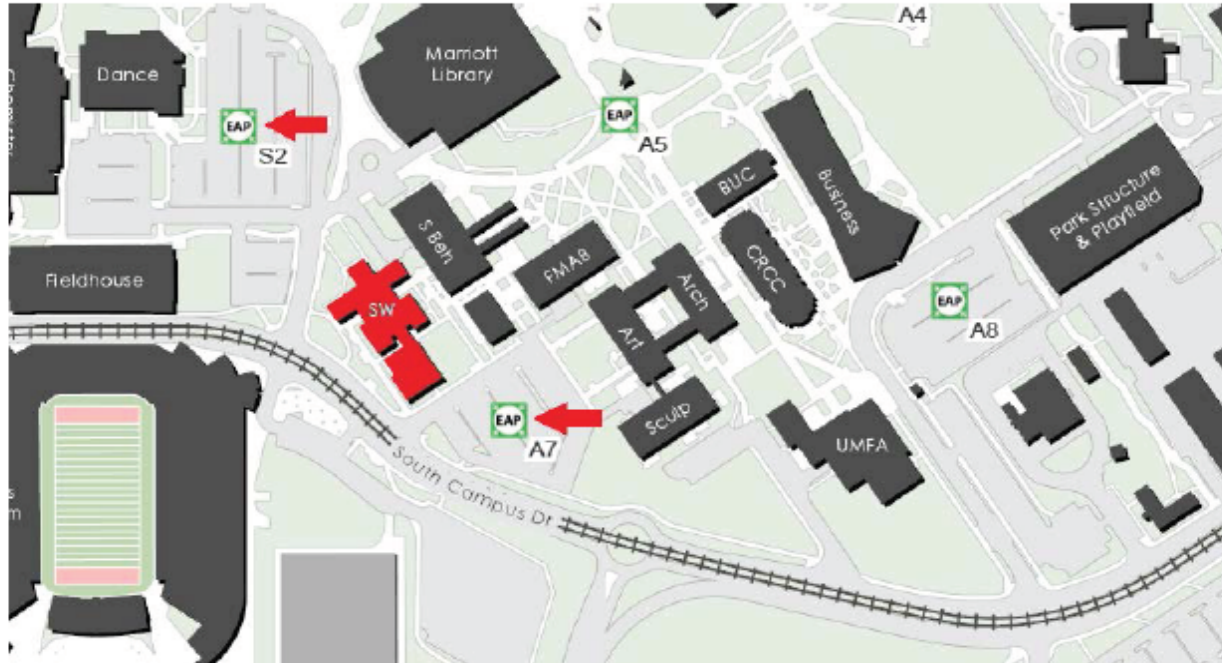 A4
Dance
Marriott
Library
EAP
S2
EAP
A5
BUC
Business
Park Structure
& Playfield
S Beh
FMAB
CRCC
Fieldhouse
SW
Arch
Art
EAP
A8
EAP
A7
Sculp
UMFA
South Campus Dr